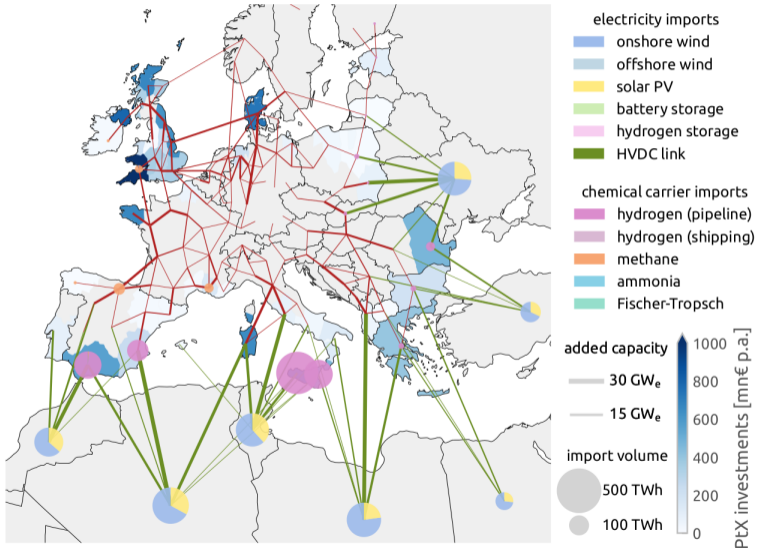 electricity imports
onshore wind
offshore wind
solar PV
battery storage
hydrogen storage
HVDC link
chemical carrier imports
hydrogen (pipeline)
hydrogen (shipping)
methane
ammonia
Fischer-Tropsch
added capacity
30 GWe
15 GWe
import volume
500 TWh
100 TWh
1000
800
600
400
200
0
PtX investments [mn€ p.a.]